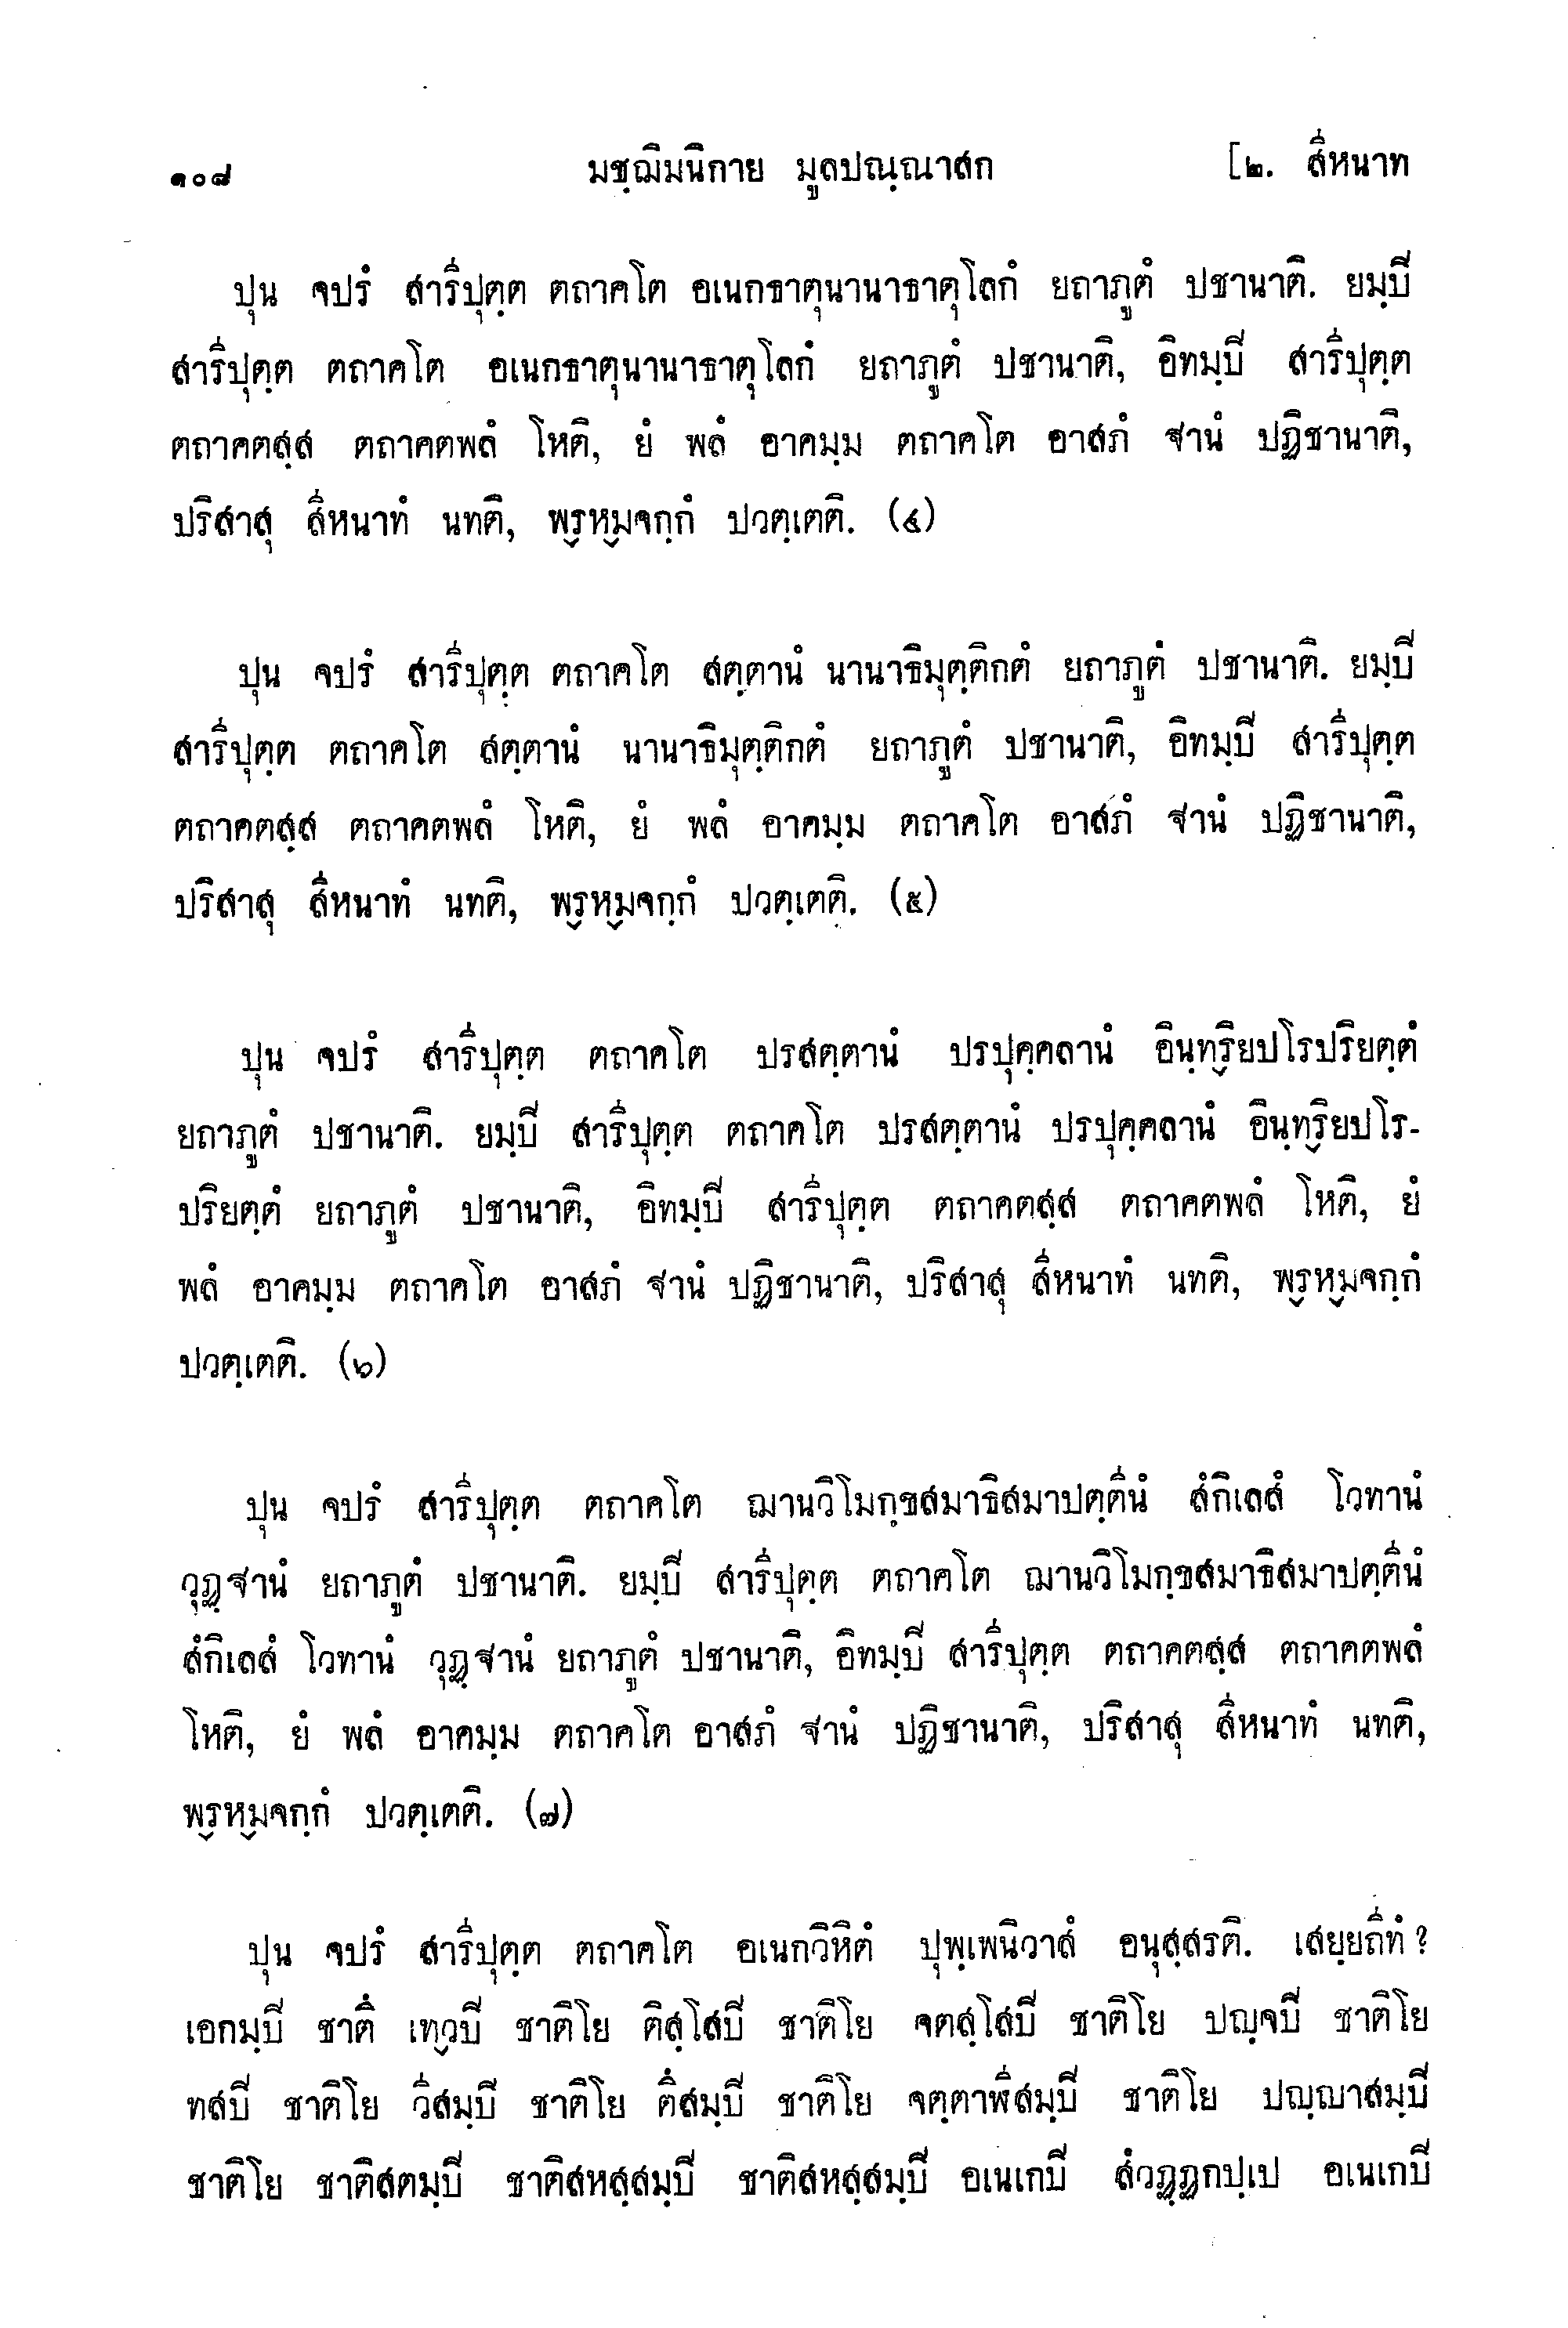 ๑๐๘ มชฺฌิมนิกาย มูลปณฺณาสก [๒. สีหนาท
ปุน จปรํ สาริปุตฺต ตถาคโต อเนกธาตุนานาธาตุโลกํ ยถาภูตํ ปชานาติ. ยมฺปิ
สาริปุตฺต ตถาคโต อเนกธาตุนานาธาตุโลกํ ยถาภูตํ ปชานาติ, อิทมฺปิ สาริปุตฺต
ตถาคตสฺส ตถาคตพลํ โหติ, ยํ พลํ อาคมฺม ตถาคโต อาสภํ ฐานํ ปฏิชานาติ,
ปริสาสุ สีหนาทํ นทติ, พฺรหฺมจกฺกํ ปวตฺเตติ. (๔)
ปุน จปรํ สาริปุตฺต ตถาคโต สตฺตานํ นานาธิมุตฺติกตํ ยถาภูตํ ปชานาติ. ยมฺปิ
สาริปุตฺต ตถาคโต สตฺตานํ นานาธิมุตฺติกตํ ยถาภูตํ ปชานาติ, อิทมฺปิ สาริปุตฺต
ตถาคตสฺส ตถาคตพลํ โหติ, ยํ พลํ อาคมฺม ตถาคโต อาสภํ ฐานํ ปฏิชานาติ,
ปริสาสุ สีหนาทํ นทติ, พฺรหฺมจกฺกํ ปวตฺเตติ. (๕)
ปุน จปรํ สาริปุตฺต ตถาคโต ปรสตฺตานํ ปรปุคฺคลานํ อินฺทฺริยปโรปริยตฺตํ
ยถาภูตํ ปชานาติ. ยมฺปิ สาริปุตฺต ตถาคโต ปรสตฺตานํ ปรปุคฺคลานํ อินฺทฺริยปโร-
ปริยตฺตํ ยถาภูตํ ปชานาติ, อิทมฺปิ สาริปุตฺต ตถาคตสฺส ตถาคตพลํ โหติ, ยํ
พลํ อาคมฺม ตถาคโต อาสภํ ฐานํ ปฏิชานาติ, ปริสาสุ สีหนาทํ นทติ, พฺรหฺมจกฺกํ
ปวตฺเตติ. (๖)
ปุน จปรํ สาริปุตฺต ตถาคโต ฌานวิโมกฺขสมาธิสมาปตฺตีนํ สํกิเลสํ โวทานํ
วุฏฺฐานํ ยถาภูตํ ปชานาติ. ยมฺปิ สาริปุตฺต ตถาคโต ฌานวิโมกฺขสมาธิสมาปตฺตีนํ
สํกิเลสํ โวทานํ วุฏฺฐานํ ยถาภูตํ ปชานาติ, อิทมฺปิ สาริปุตฺต ตถาคตสฺส ตถาคตพลํ
โหติ, ยํ พลํ อาคมฺม ตถาคโต อาสภํ ฐานํ ปฏิชานาติ, ปริสาสุ สีหนาทํ นทติ,
พฺรหฺมจกฺกํ ปวตฺเตติ. (๗)
ปุน จปรํ สาริปุตฺต ตถาคโต อเนกวิหิตํ ปุพฺเพนิวาสํ อนุสฺสรติ. เสยฺยถีทํ ?
เอกมฺปิ ชาตึ เทฺวปิ ชาติโย ติสฺโสปิ ชาติโย จตสฺโสปิ ชาติโย ปญฺจปิ ชาติโย
ทสปิ ชาติโย วีสมฺปิ ชาติโย ตึสมฺปิ ชาติโย จตฺตาฬีสมฺปิ ชาติโย ปญฺญาสมฺปิ
ชาติโย ชาติสตมฺปิ ชาติสหสฺสมฺปิ ชาติสหสฺสมฺปิ อเนเกปิ สํวฏฺฏกปฺเป อเนเกปิ